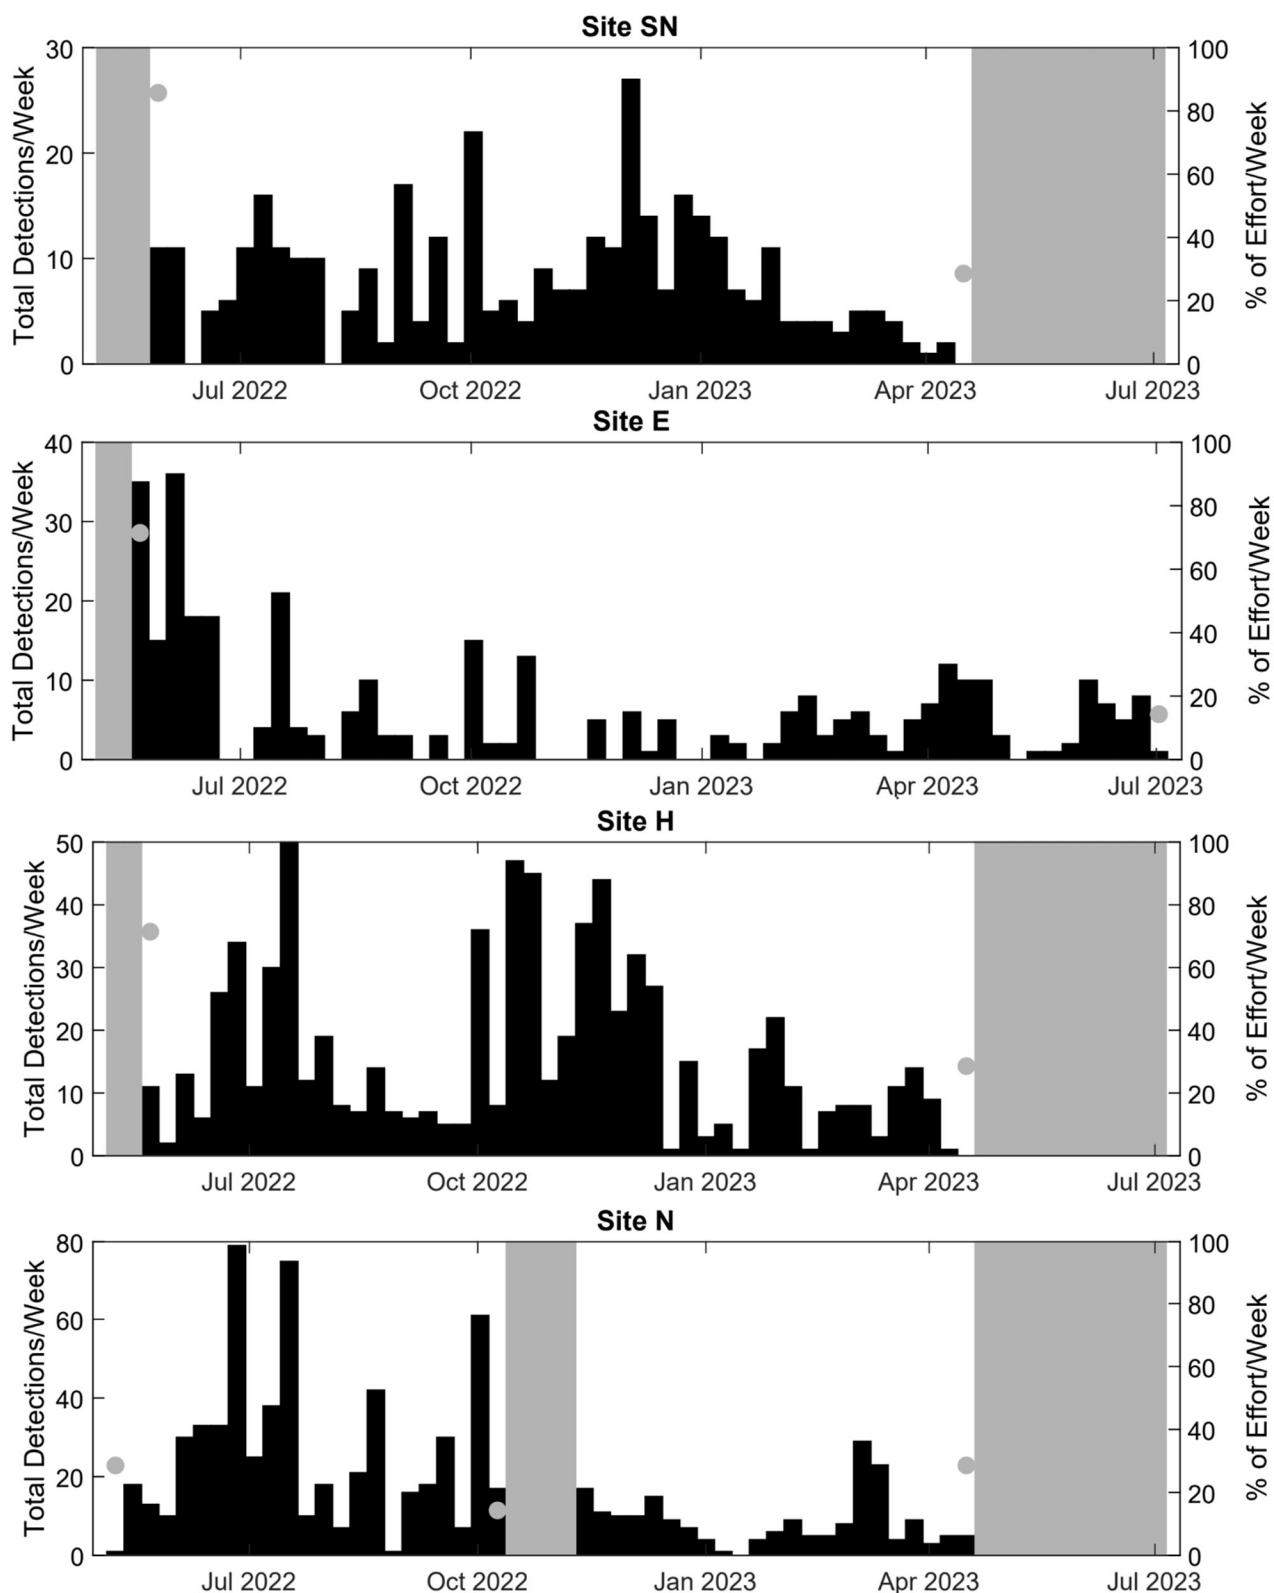 Site SN
Total Detections/Week
% of Effort/Week
30
20
10
0
100
80
60
40
20
0
Jul 2022
Oct 2022
Jan 2023
Apr 2023
Jul 2023
Site E
Total Detections/Week
% of Effort/Week
40
30
20
10
0
100
80
60
40
20
0
Jul 2022
Oct 2022
Jan 2023
Apr 2023
Jul 2023
Site H
Total Detections/Week
% of Effort/Week
50
40
30
20
10
0
100
80
60
40
20
0
Jul 2022
Oct 2022
Jan 2023
Apr 2023
Jul 2023
Site N
Total Detections/Week
% of Effort/Week
80
60
40
20
0
100
80
60
40
20
0
Jul 2022
Oct 2022
Jan 2023
Apr 2023
Jul 2023